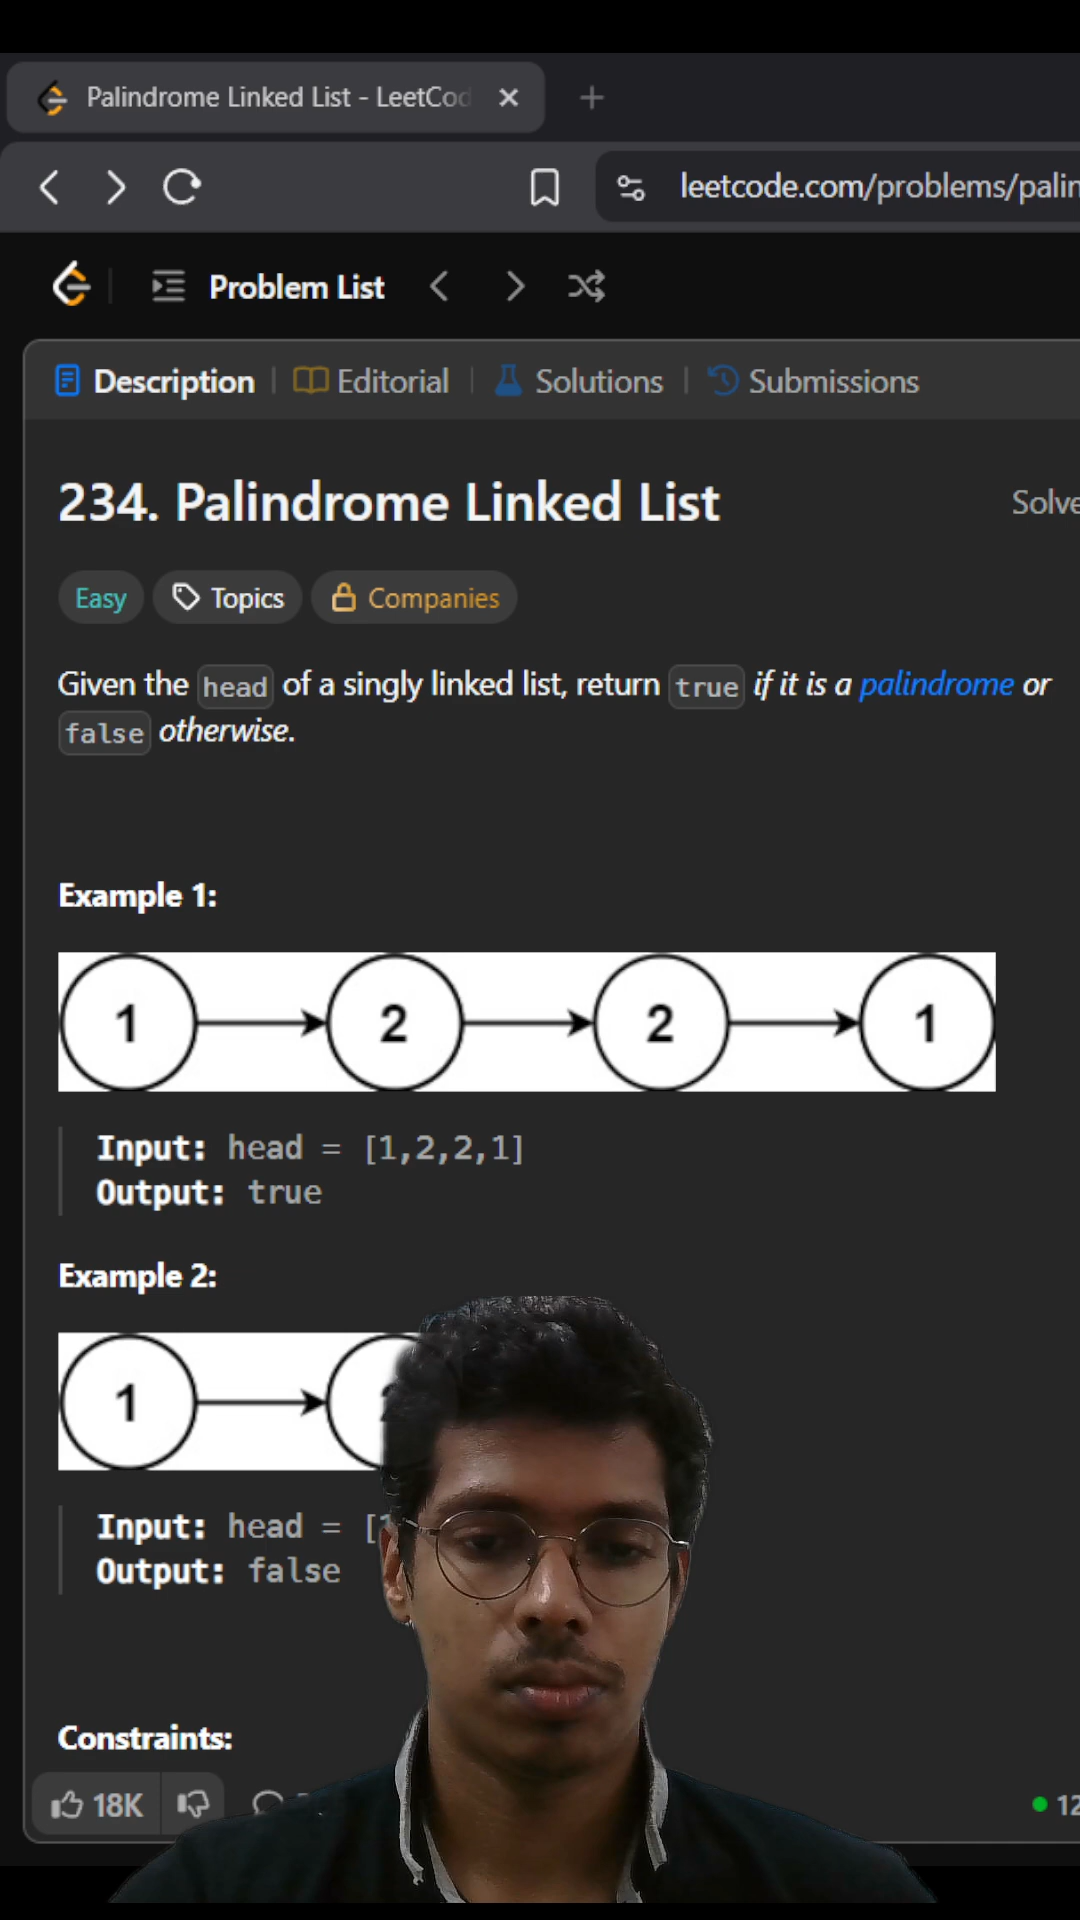 Palindrome Linked List - LeetCod
leetcode.com/problems/palin
Problem List
Description | Editorial | Solutions | Submissions
234. Palindrome Linked List
Solve
Easy Topics Companies
Given the head of a singly linked list, return true if it is a palindrome or
false otherwise.
Example 1:
1 2 2 1
Input: head = [1,2,2,1]
Output: true
Example 2:
1
Input: head = [1
Output: false
Constraints:
18K
12